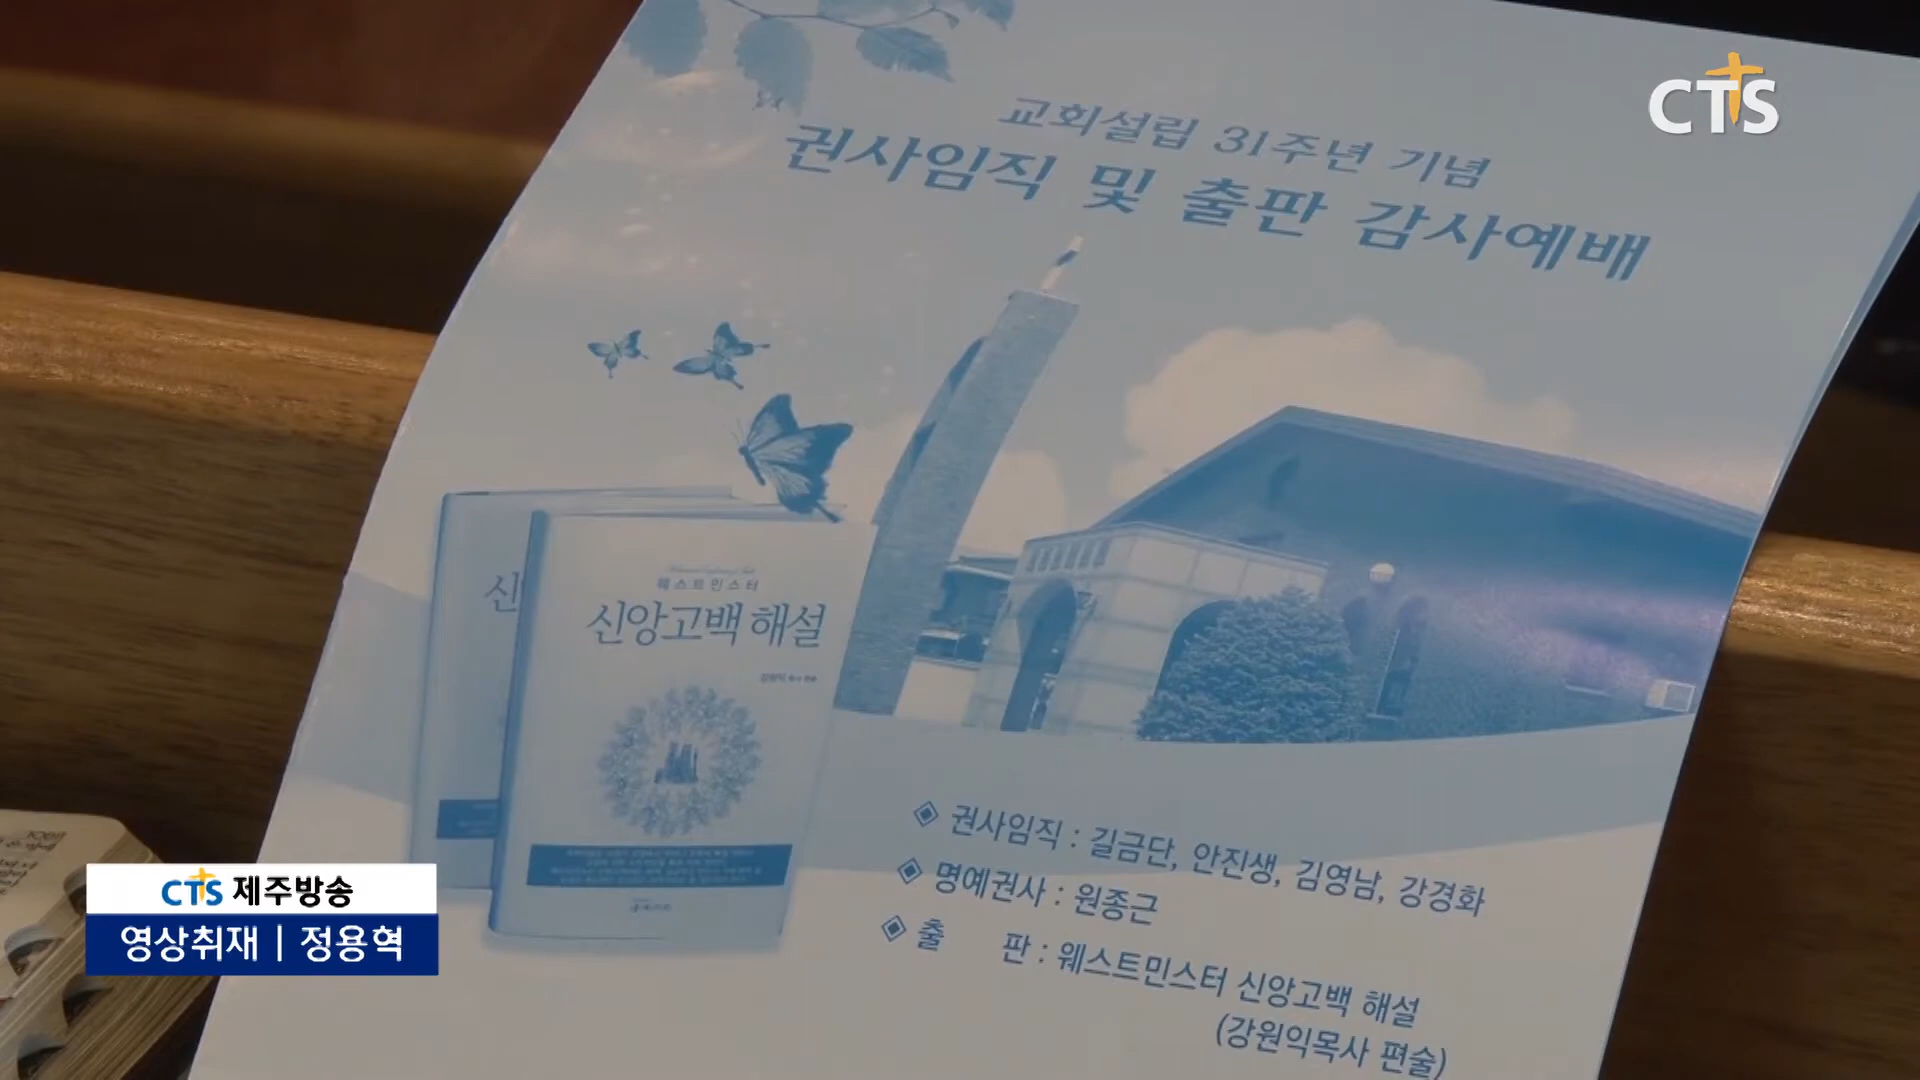 CTS
교회설립 31주년 기념
권사임직 및 출판 감사예배
웨스트민스터
신앙고백 해설
신
◈ 권사임직 : 길금단, 안진생, 김영남, 강경화
◈ 명예권사 : 원종근
◈ 출 판 : 웨스트민스터 신앙고백 해설
(강원익목사 편술)
CTS 제주방송
영상취재 | 정용혁